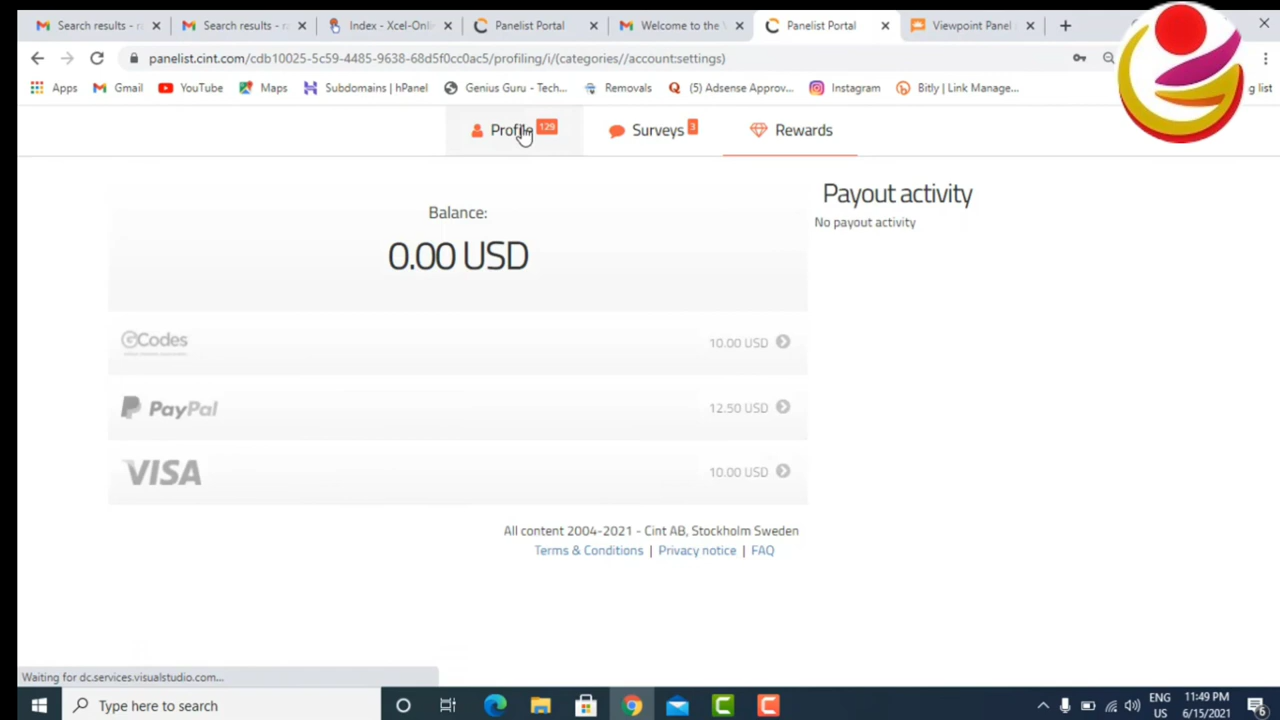 Search results - r
Search results - r
Index - Xcel-Onli
Panelist Portal
Welcome to the
Panelist Portal
Viewpoint Panel
panelist.cint.com/cdb10025-5c59-4485-9638-68d5f0cc0ac5/profiling/i/(categories//account:settings)
Apps
Gmail
YouTube
Maps
Subdomains | hPanel
Genius Guru - Tech...
Removals
(5) Adsense Approv...
Instagram
Bitly | Link Manage...
g list
Profile 129
Surveys 3
Rewards
Balance:
0.00 USD
Payout activity
No payout activity
GCodes
10.00 USD
PayPal
12.50 USD
VISA
10.00 USD
All content 2004-2021 - Cint AB, Stockholm Sweden
Terms & Conditions | Privacy notice | FAQ
Waiting for dc.services.visualstudio.com...
Type here to search
ENG
US
11:49 PM
6/15/2021
6